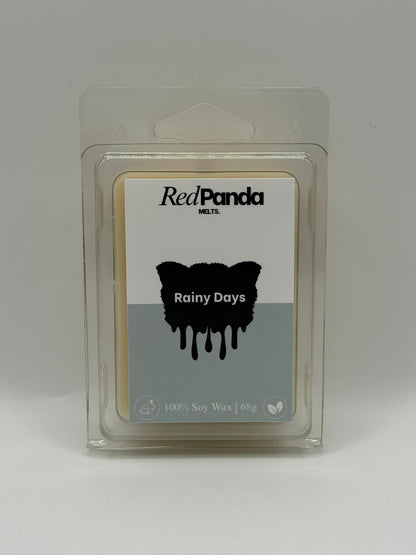 RedPanda
MELTS.
Rainy Days
100% Soy Wax | 68g